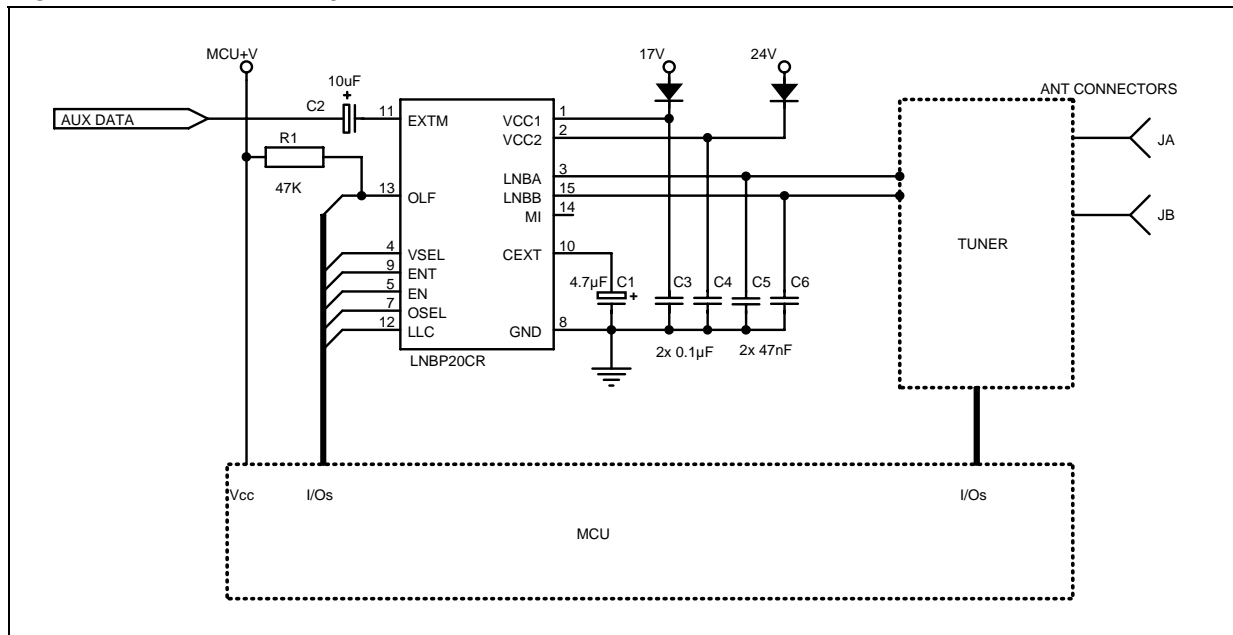 MCU+V
17V
24V
10uF
+
C2
ANT CONNECTORS
AUX DATA
11
EXTM
VCC1
1
VCC2
2
JA
R1
47K
LNBA
3
13
OLF
LNBB
15
MI
14
JB
TUNER
4
VSEL
CEXT
10
9
ENT
4.7µF
C1
+
C3
C4
C5
C6
5
EN
7
OSEL
12
LLC
GND
8
2x 0.1µF
2x 47nF
LNBP20CR
Vcc
I/Os
I/Os
MCU